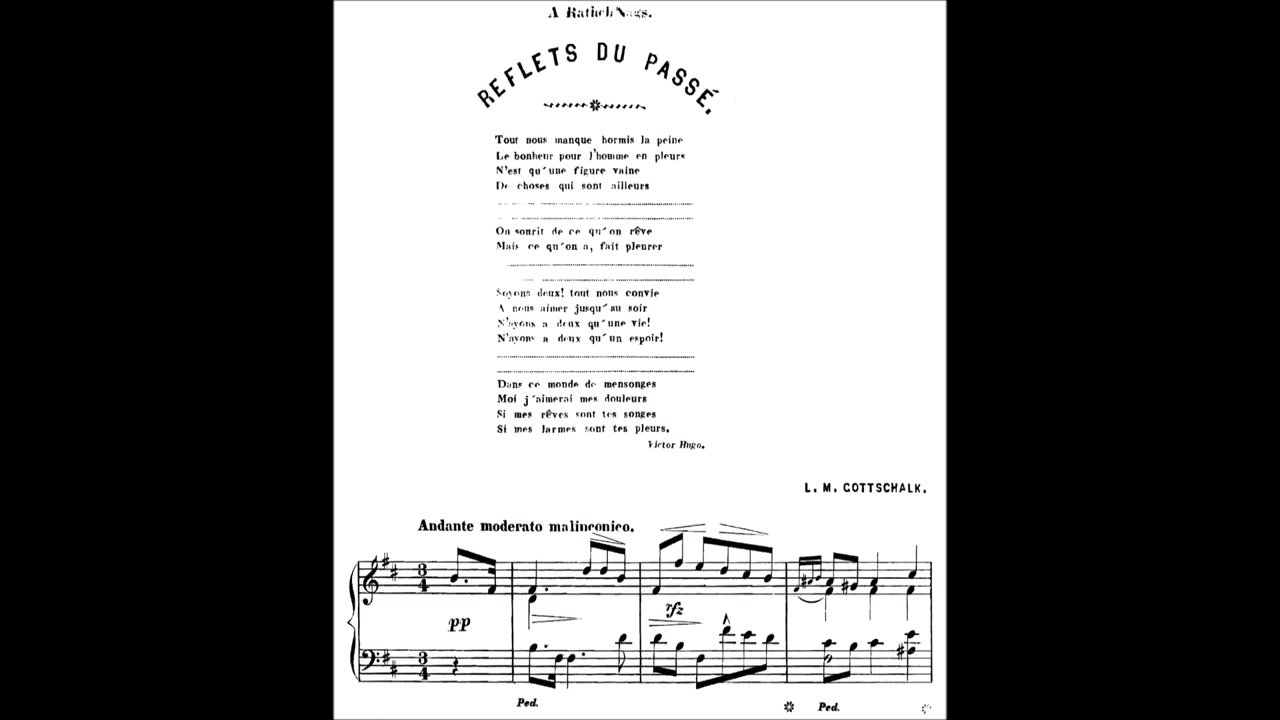 A
REFLETS DU PASSÉ.
Tout nous manque hormis la peine
Le bonheur pour l'homme en pleurs
N'est qu'une figure vaine
De choses qui sont ailleurs
On sourit de ce qu'on rêve
Mais ce qu'on a, fait pleurer
Soyons deux! tout nous convie
A nous aimer jusqu'au soir
N'ayons a deux qu'une vie!
N'ayons a deux qu'un espoir!
Dans ce monde de mensonges
Moi j'aimerai mes douleurs
Si mes rêves sont tes songes
Si mes larmes sont tes pleurs.
Victor Hugo.
L. M. GOTTSCHALK.
Andante moderato malinconico.
3 4
pp
rfz
3 4
Ped.
Ped.